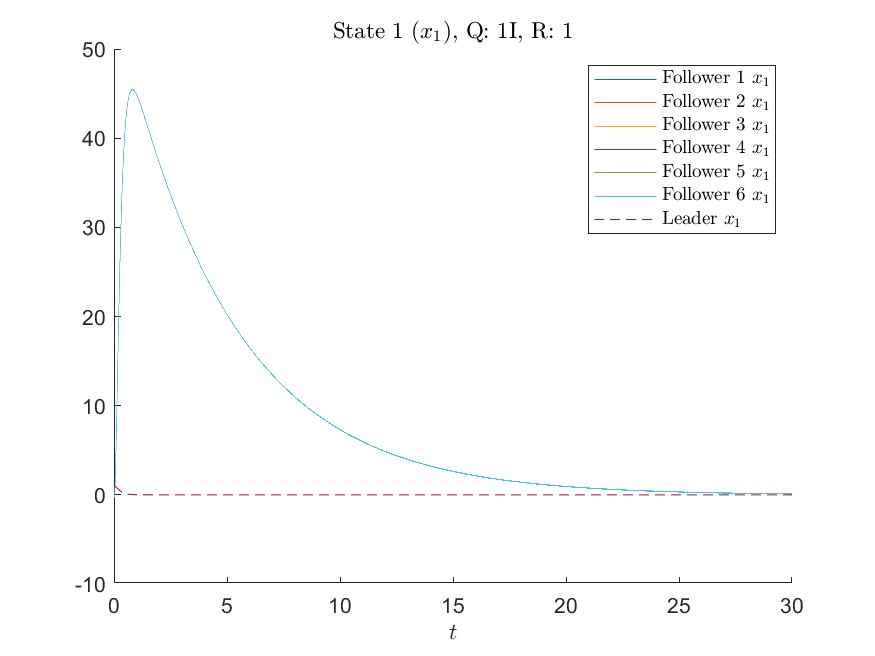 State 1 (x₁), Q: 1I, R: 1
50
40
30
20
10
0
-10
0 5 10 15 20 25 30
t
Follower 1 x₁
Follower 2 x₁
Follower 3 x₁
Follower 4 x₁
Follower 5 x₁
Follower 6 x₁
Leader x₁